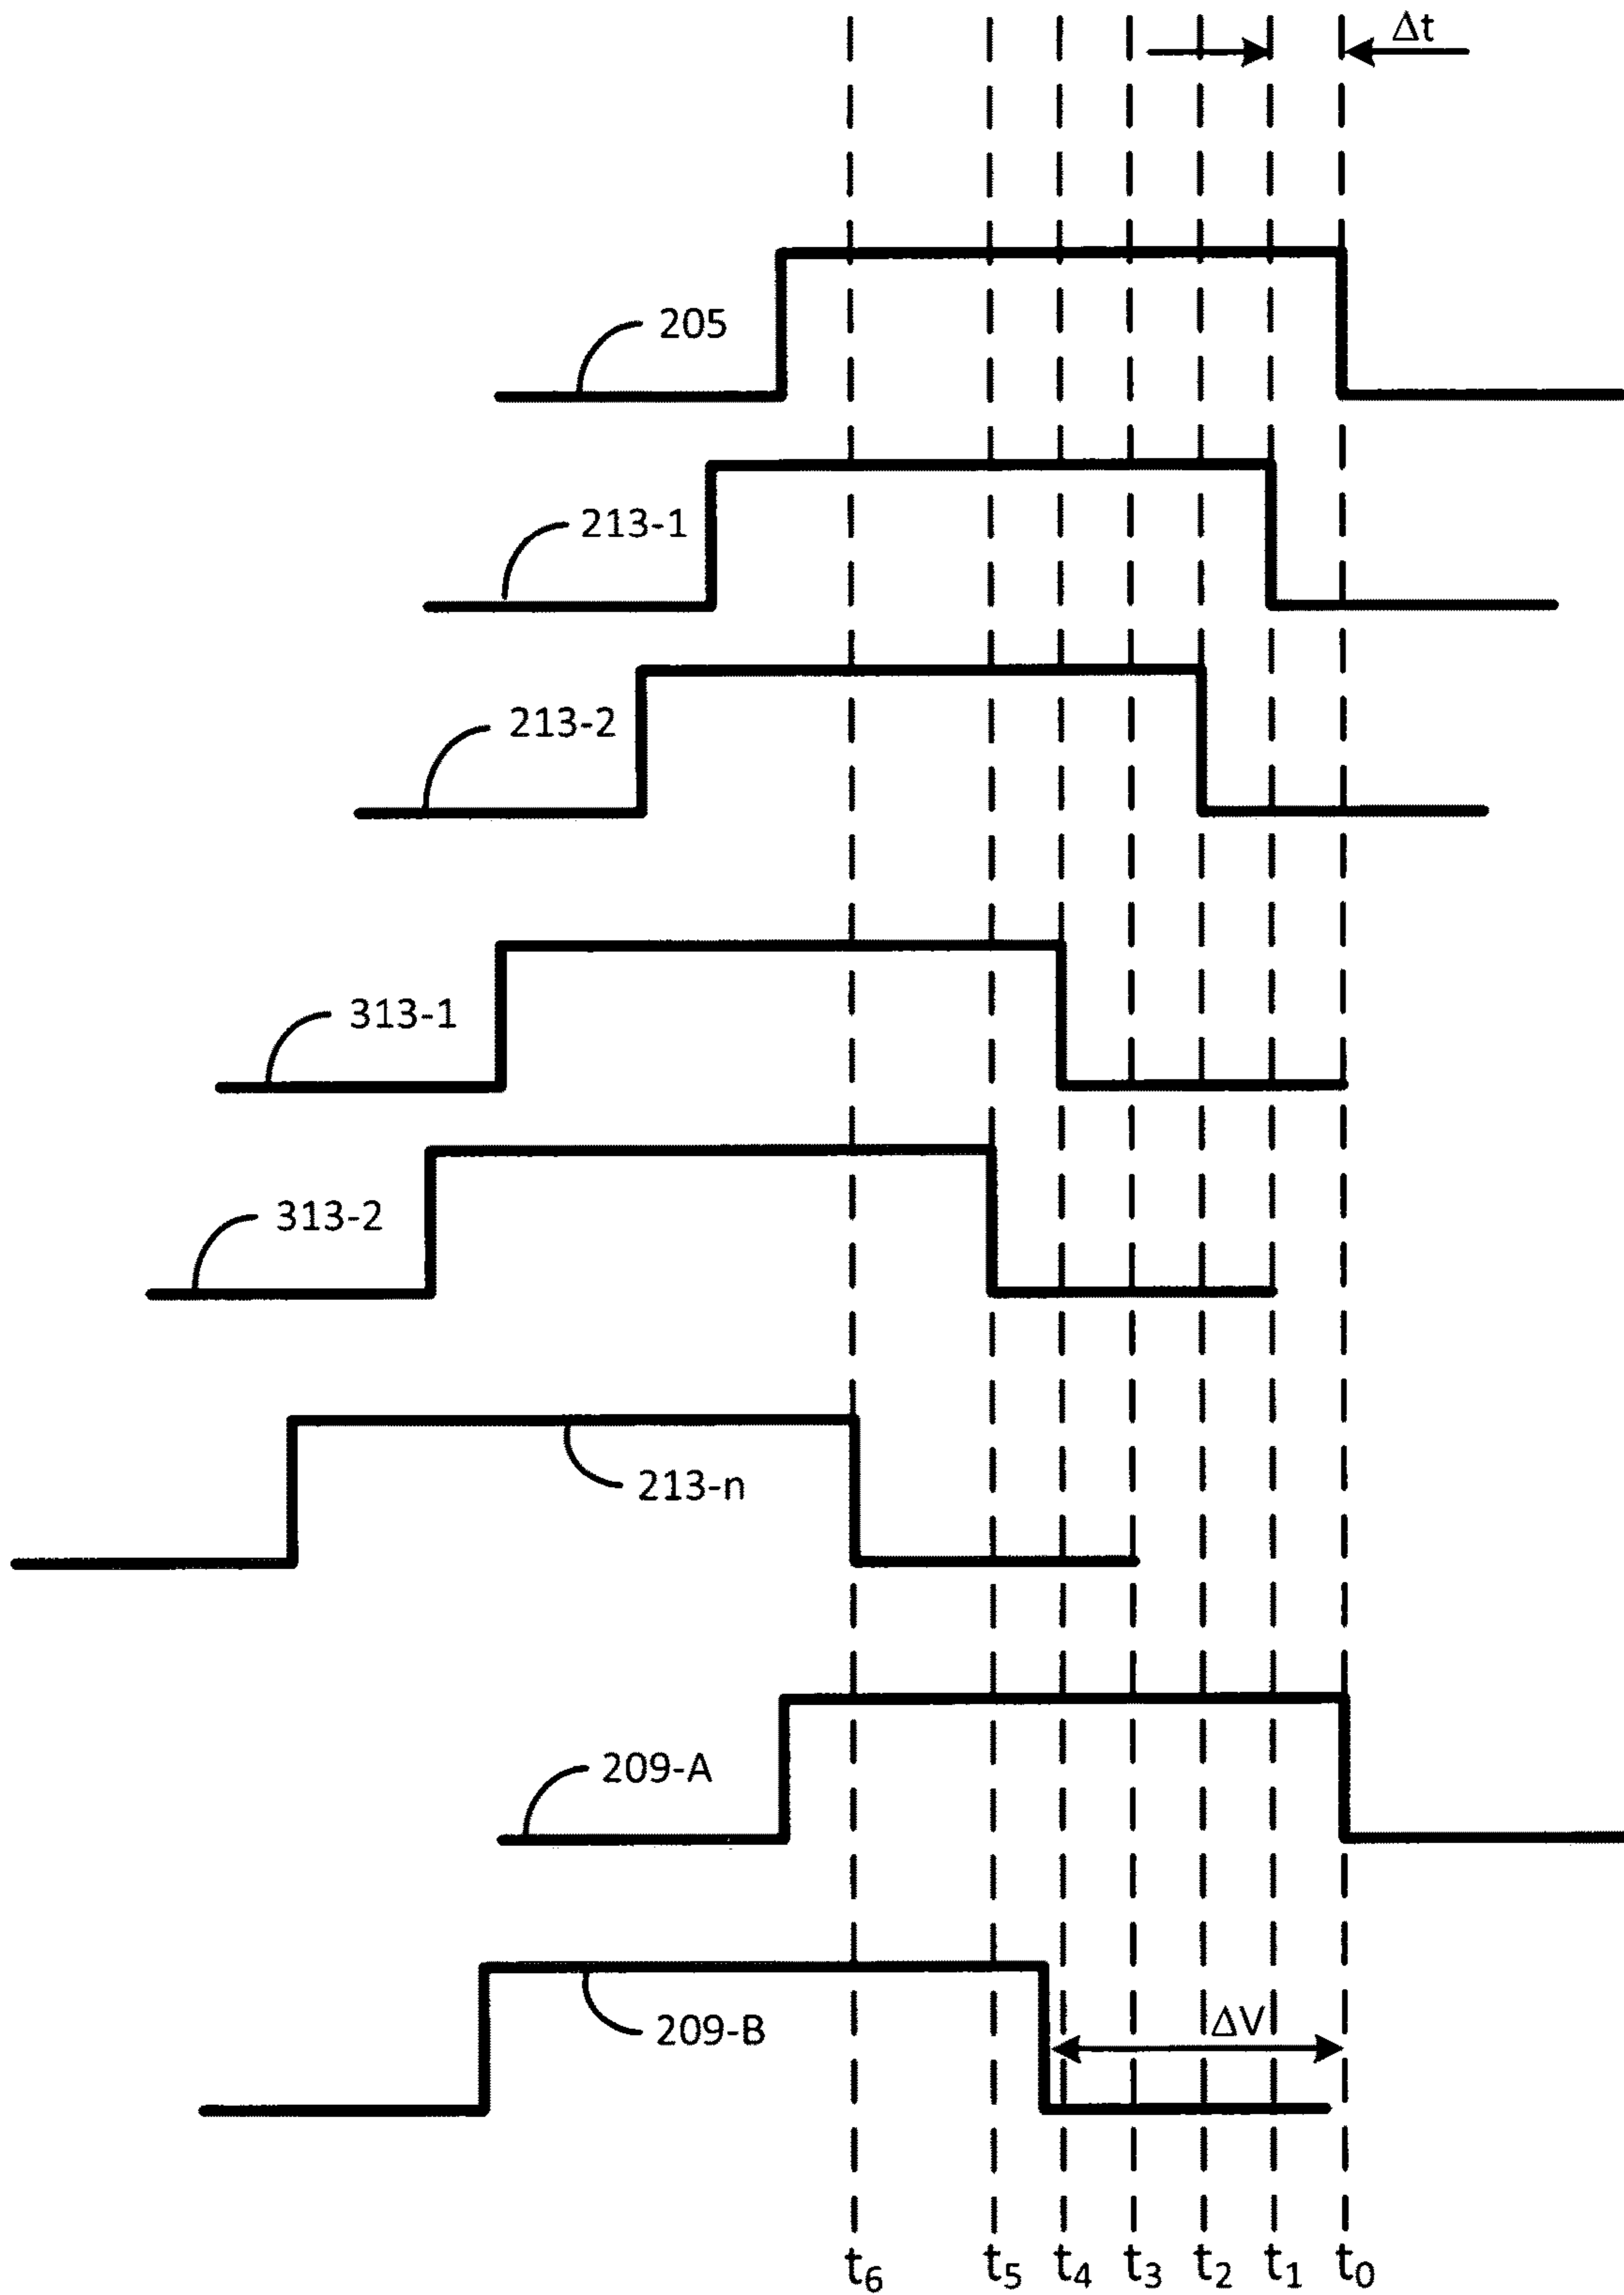 Δt
205
213-1
213-2
313-1
313-2
213-n
209-A
209-B
ΔV
t₆ t₅ t₄ t₃ t₂ t₁ t₀